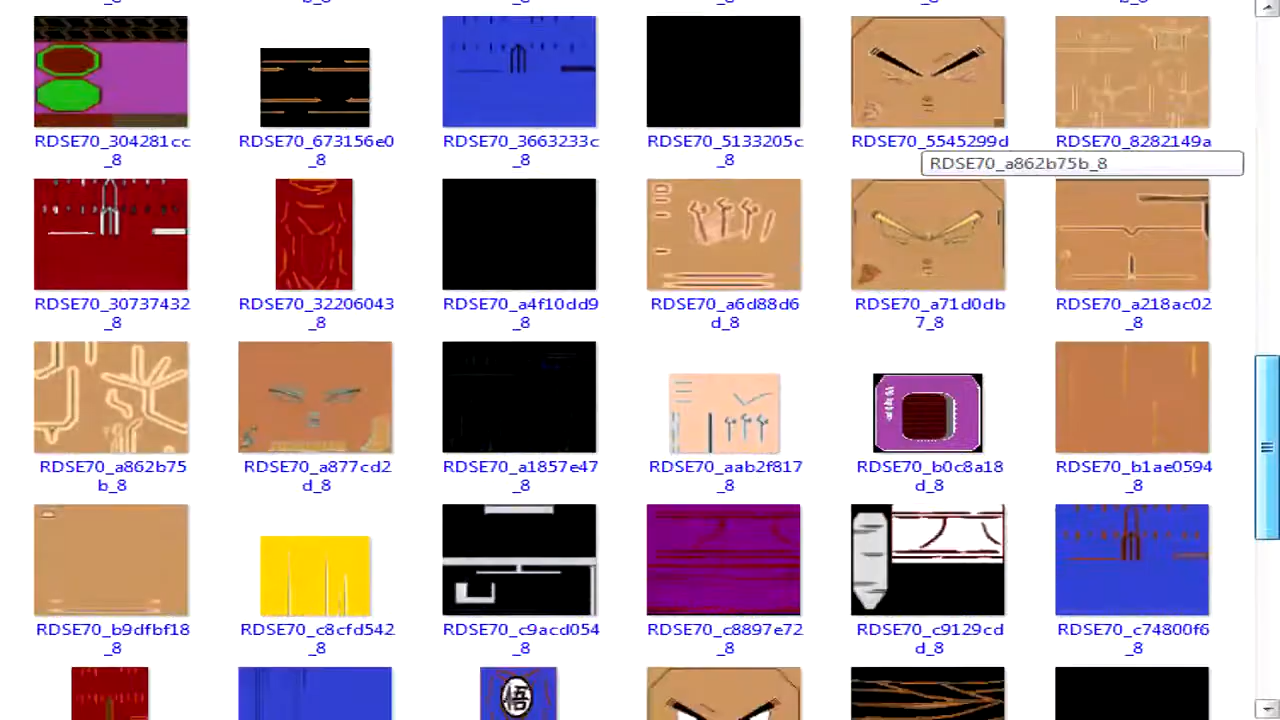 RDSE70_304281cc
_8
RDSE70_673156e0
_8
RDSE70_3663233c
_8
RDSE70_5133205c
_8
RDSE70_5545299d
RDSE70_8282149a
RDSE70_a862b75b_8
RDSE70_30737432
_8
RDSE70_32206043
_8
RDSE70_a4f10dd9
_8
RDSE70_a6d88d6
d_8
RDSE70_a71d0db
7_8
RDSE70_a218ac02
_8
RDSE70_a862b75
b_8
RDSE70_a877cd2
d_8
RDSE70_a1857e47
_8
RDSE70_aab2f817
_8
RDSE70_b0c8a18
d_8
RDSE70_b1ae0594
_8
RDSE70_b9dfbf18
_8
RDSE70_c8cfd542
_8
RDSE70_c9acd054
_8
RDSE70_c8897e72
_8
RDSE70_c9129cd
d_8
RDSE70_c74800f6
_8
悟